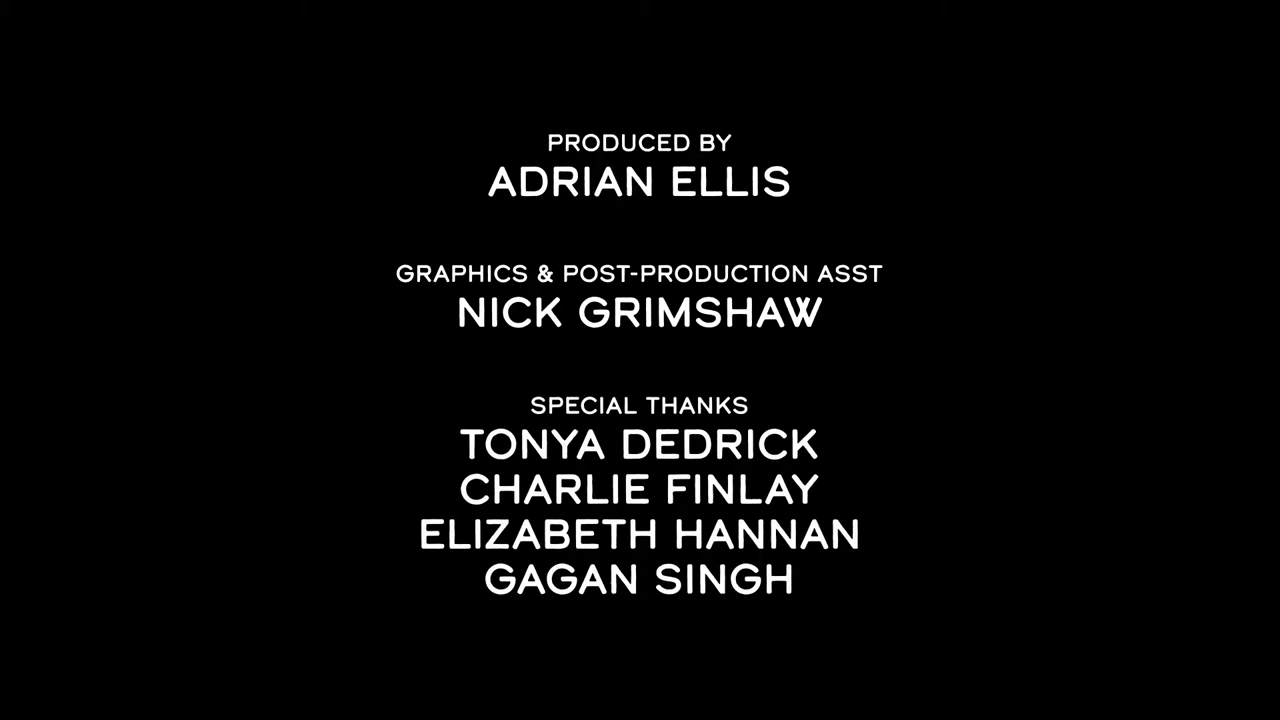 PRODUCED BY
ADRIAN ELLIS
GRAPHICS & POST-PRODUCTION ASST
NICK GRIMSHAW
SPECIAL THANKS
TONYA DEDRICK
CHARLIE FINLAY
ELIZABETH HANNAN
GAGAN SINGH